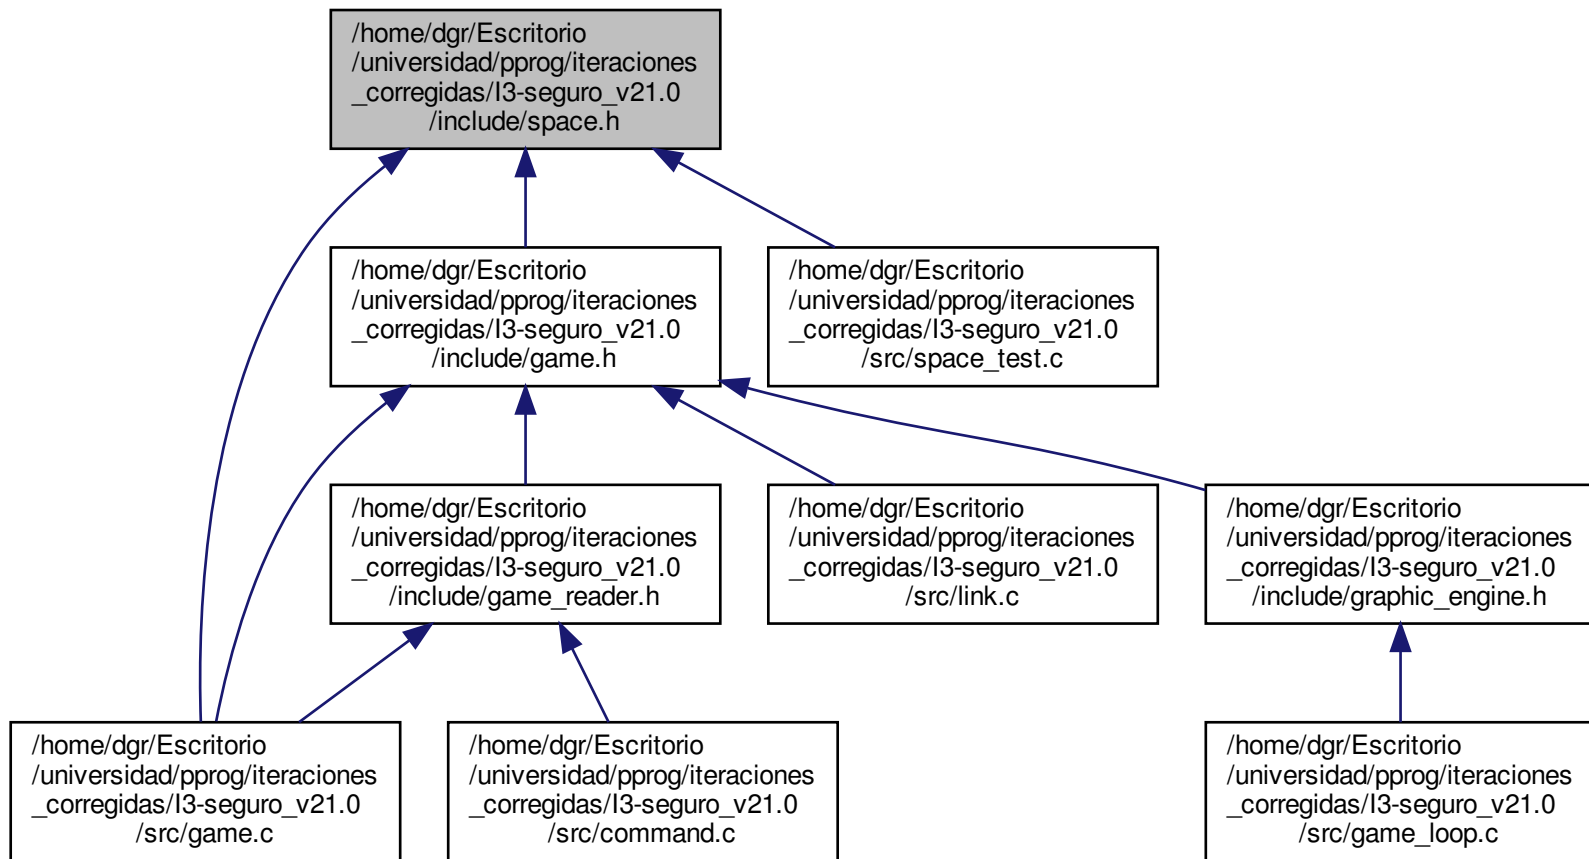 /home/dgr/Escritorio
/universidad/pprog/iteraciones
_corregidas/I3-seguro_v21.0
/include/space.h
/home/dgr/Escritorio
/universidad/pprog/iteraciones
_corregidas/I3-seguro_v21.0
/include/game.h
/home/dgr/Escritorio
/universidad/pprog/iteraciones
_corregidas/I3-seguro_v21.0
/src/space_test.c
/home/dgr/Escritorio
/universidad/pprog/iteraciones
_corregidas/I3-seguro_v21.0
/include/game_reader.h
/home/dgr/Escritorio
/universidad/pprog/iteraciones
_corregidas/I3-seguro_v21.0
/src/link.c
/home/dgr/Escritorio
/universidad/pprog/iteraciones
_corregidas/I3-seguro_v21.0
/include/graphic_engine.h
/home/dgr/Escritorio
/universidad/pprog/iteraciones
_corregidas/I3-seguro_v21.0
/src/game.c
/home/dgr/Escritorio
/universidad/pprog/iteraciones
_corregidas/I3-seguro_v21.0
/src/command.c
/home/dgr/Escritorio
/universidad/pprog/iteraciones
_corregidas/I3-seguro_v21.0
/src/game_loop.c